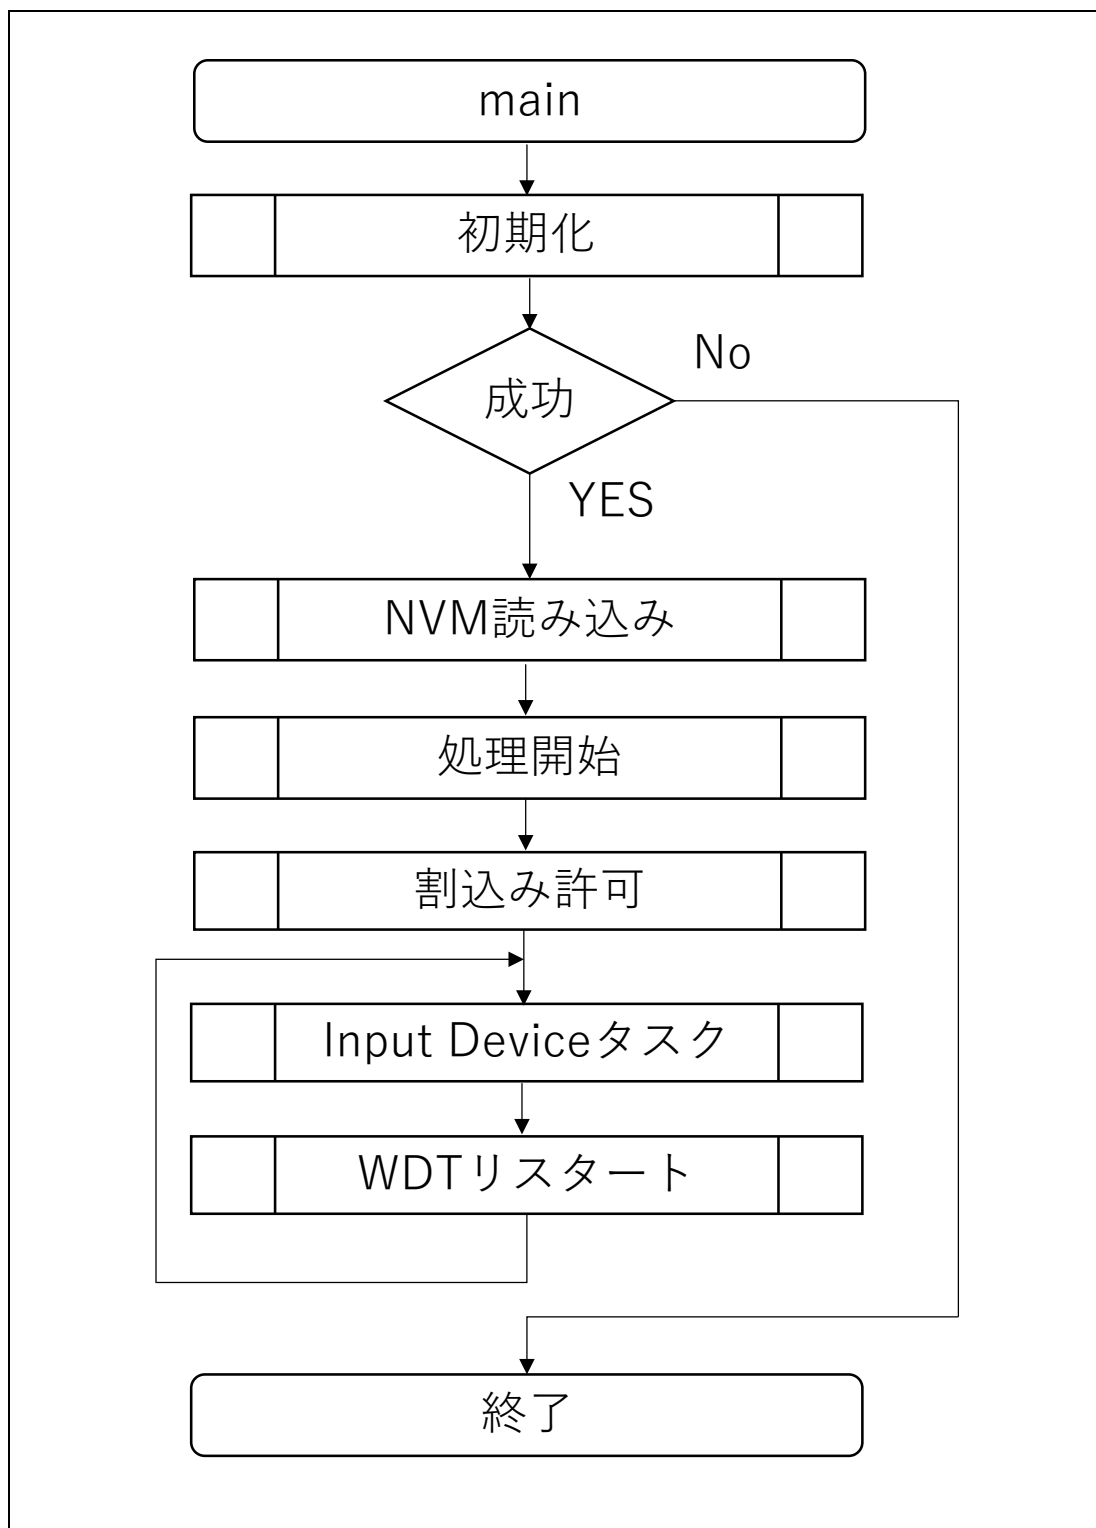 main
初期化
成功
No
YES
NVM読み込み
処理開始
割込み許可
Input Deviceタスク
WDTリスタート
終了